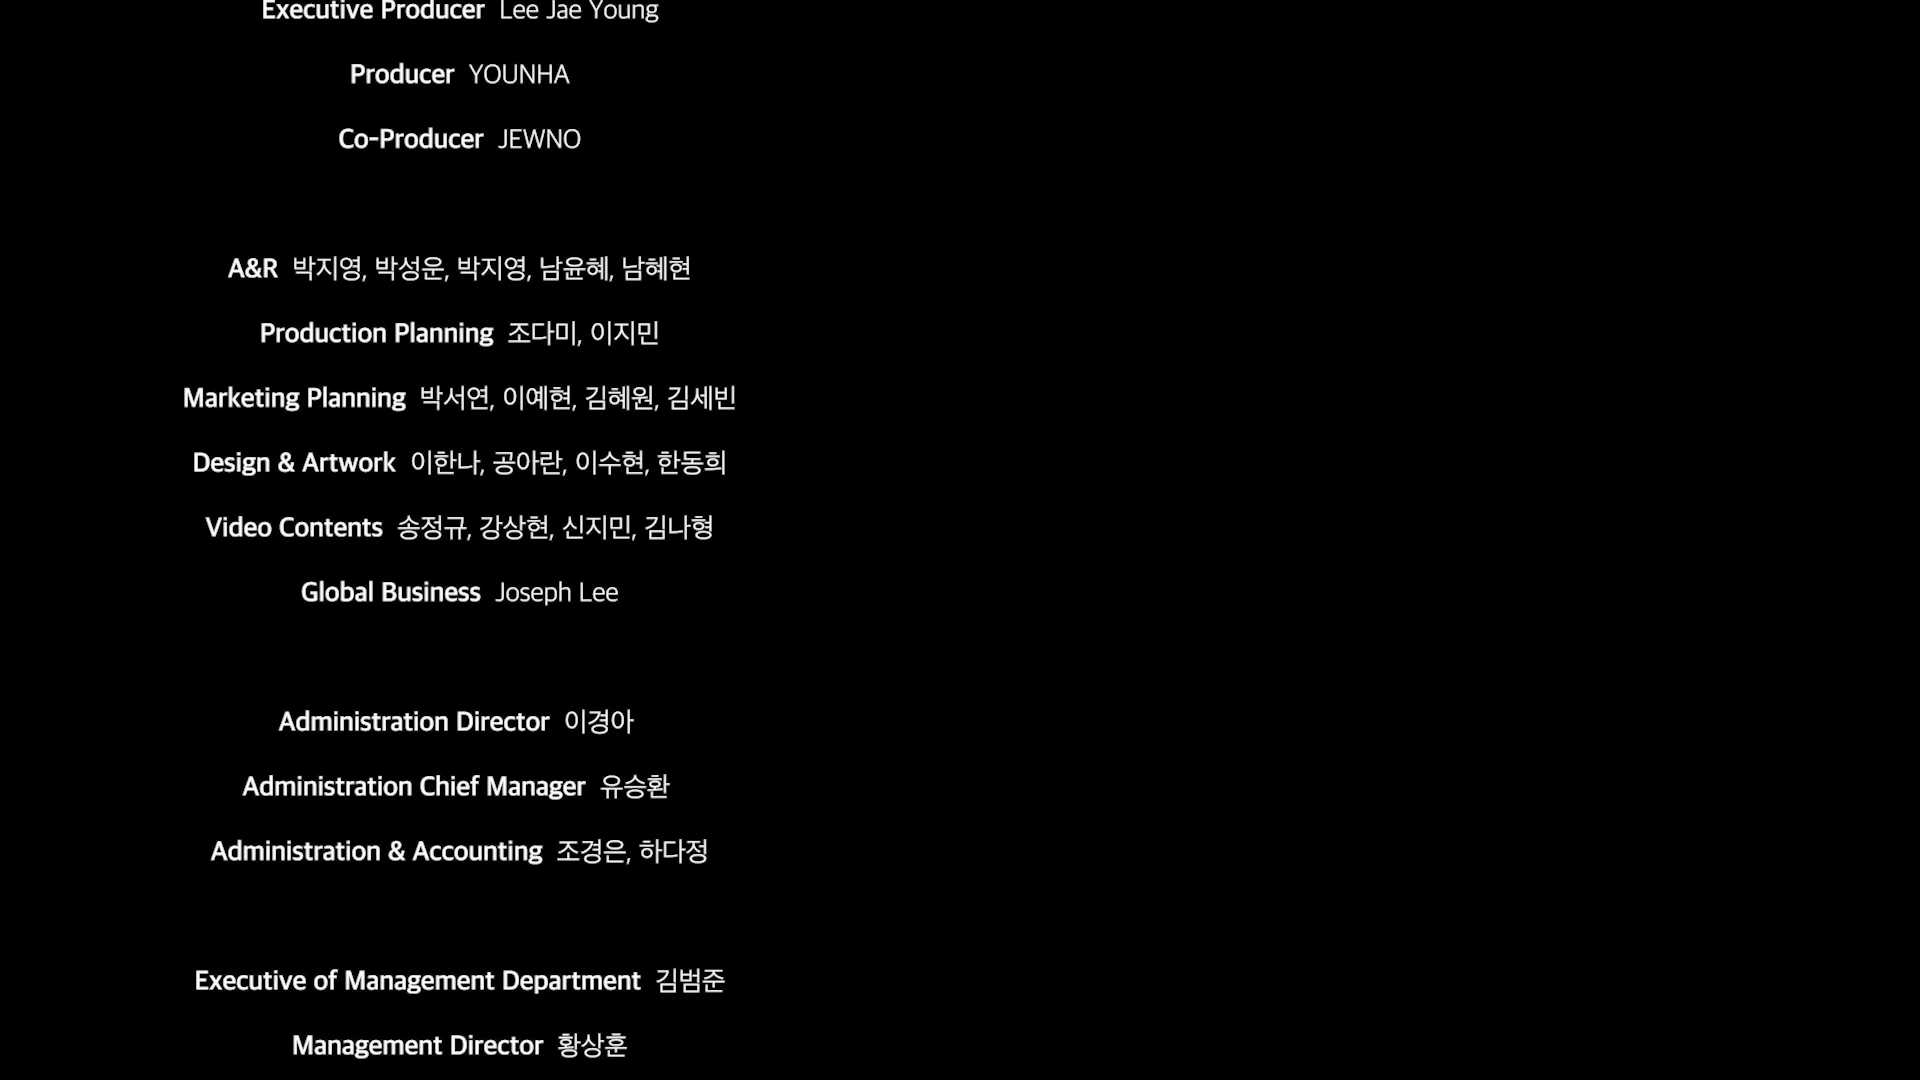 Executive Producer Lee Jae Young
Producer YOUNHA
Co-Producer JEWNO
A&R 박지영, 박성운, 박지영, 남윤혜, 남혜현
Production Planning 조다미, 이지민
Marketing Planning 박서연, 이예현, 김혜원, 김세빈
Design & Artwork 이한나, 공아란, 이수현, 한동희
Video Contents 송정규, 강상현, 신지민, 김나형
Global Business Joseph Lee
Administration Director 이경아
Administration Chief Manager 유승환
Administration & Accounting 조경은, 하다정
Executive of Management Department 김범준
Management Director 황상훈